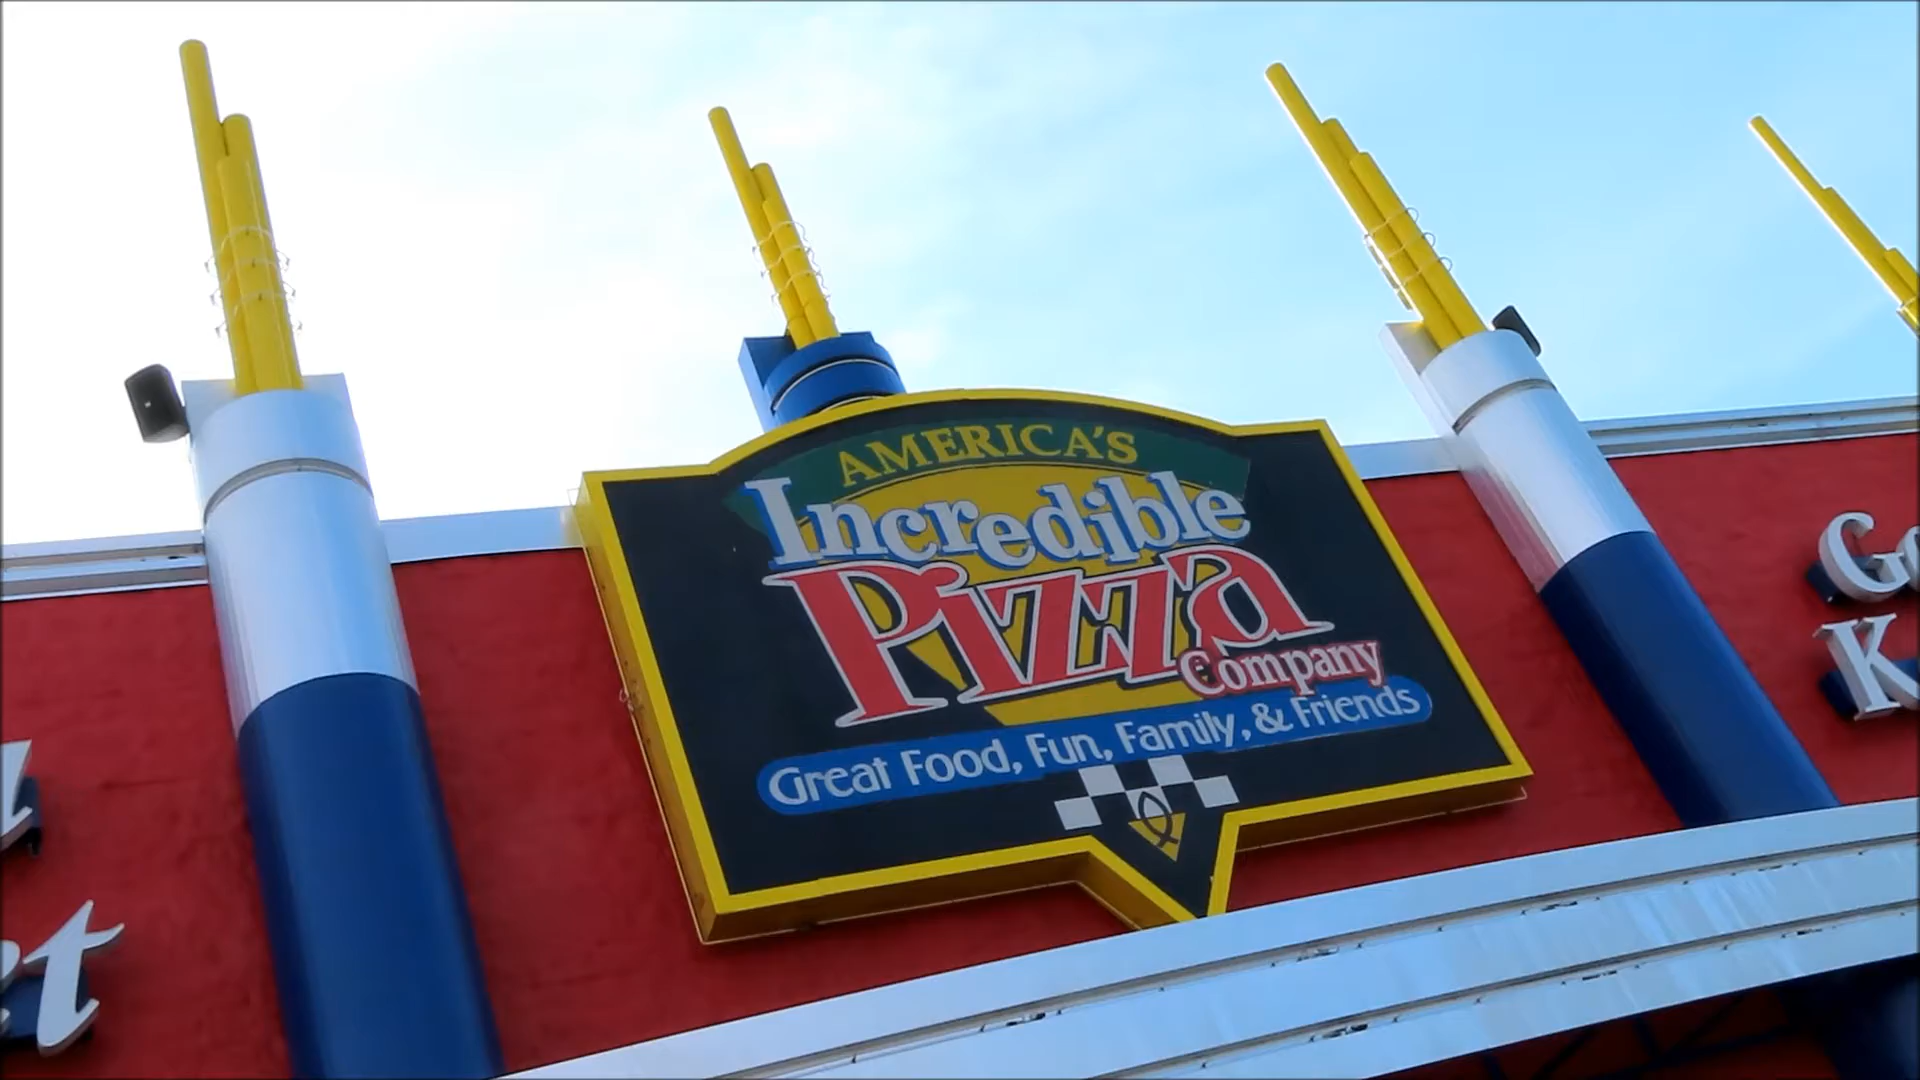 AMERICA'S
Incredible
Pizza
Company
Great Food, Fun, Family, & Friends